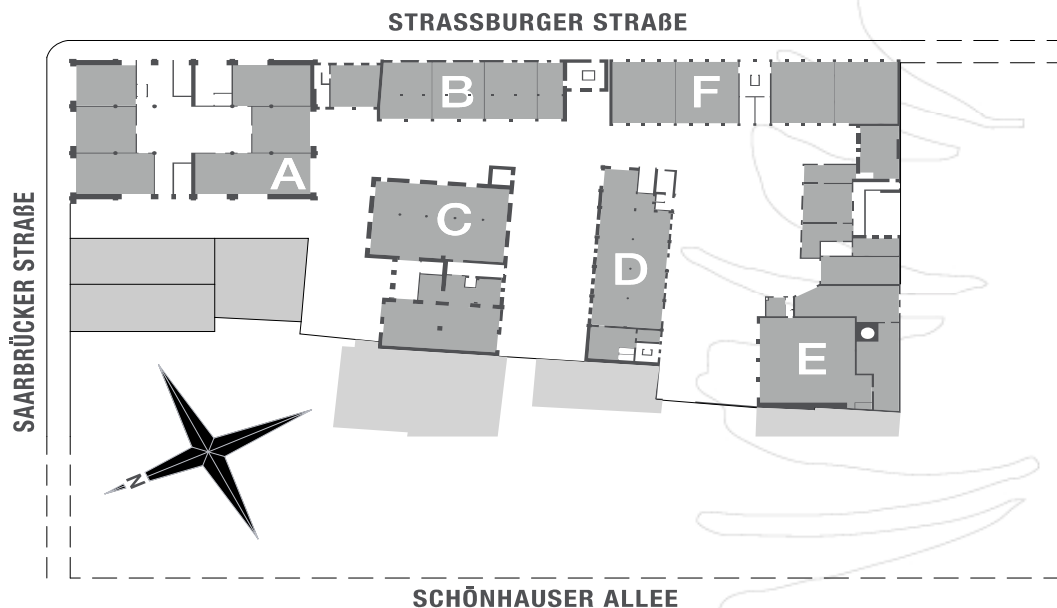 STRASSBURGER STRAßE
B
F
A
C
D
E
SAARBRÜCKER STRAßE
N
SCHÖNHAUSER ALLEE